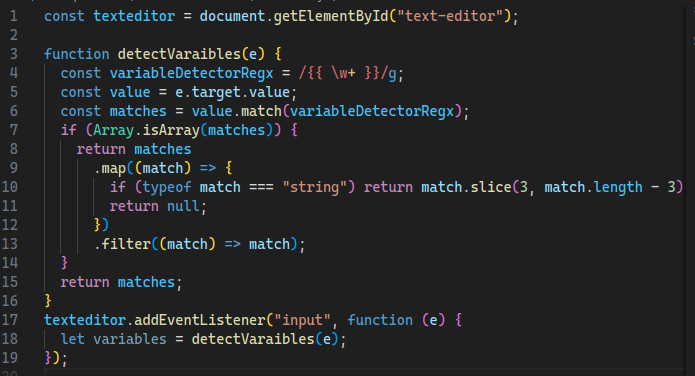 1 const texteditor = document.getElementById("text-editor");
2
3 function detectVaraibles(e) {
4 const variableDetectorRegx = /{{ \w+ }}/g;
5 const value = e.target.value;
6 const matches = value.match(variableDetectorRegx);
7 if (Array.isArray(matches)) {
8 return matches
9 .map((match) => {
10 if (typeof match === "string") return match.slice(3, match.length - 3)
11 return null;
12 })
13 .filter((match) => match);
14 }
15 return matches;
16 }
17 texteditor.addEventListener("input", function (e) {
18 let variables = detectVaraibles(e);
19 });